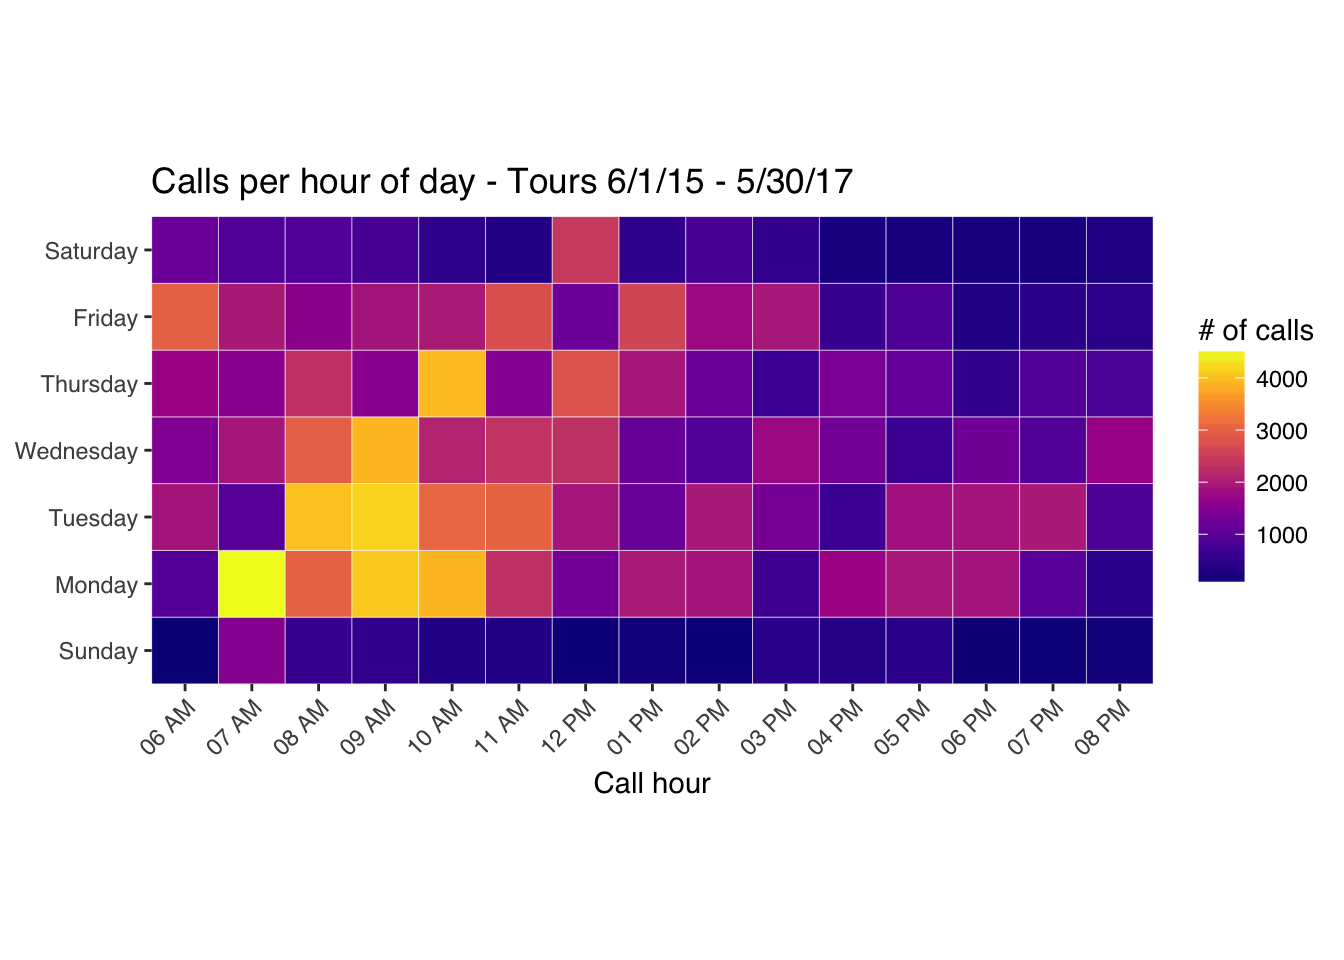 Calls per hour of day - Tours 6/1/15 - 5/30/17
Saturday
Friday
Thursday
Wednesday
Tuesday
Monday
Sunday
06 AM
07 AM
08 AM
09 AM
10 AM
11 AM
12 PM
01 PM
02 PM
03 PM
04 PM
05 PM
06 PM
07 PM
08 PM
Call hour
# of calls
4000
3000
2000
1000